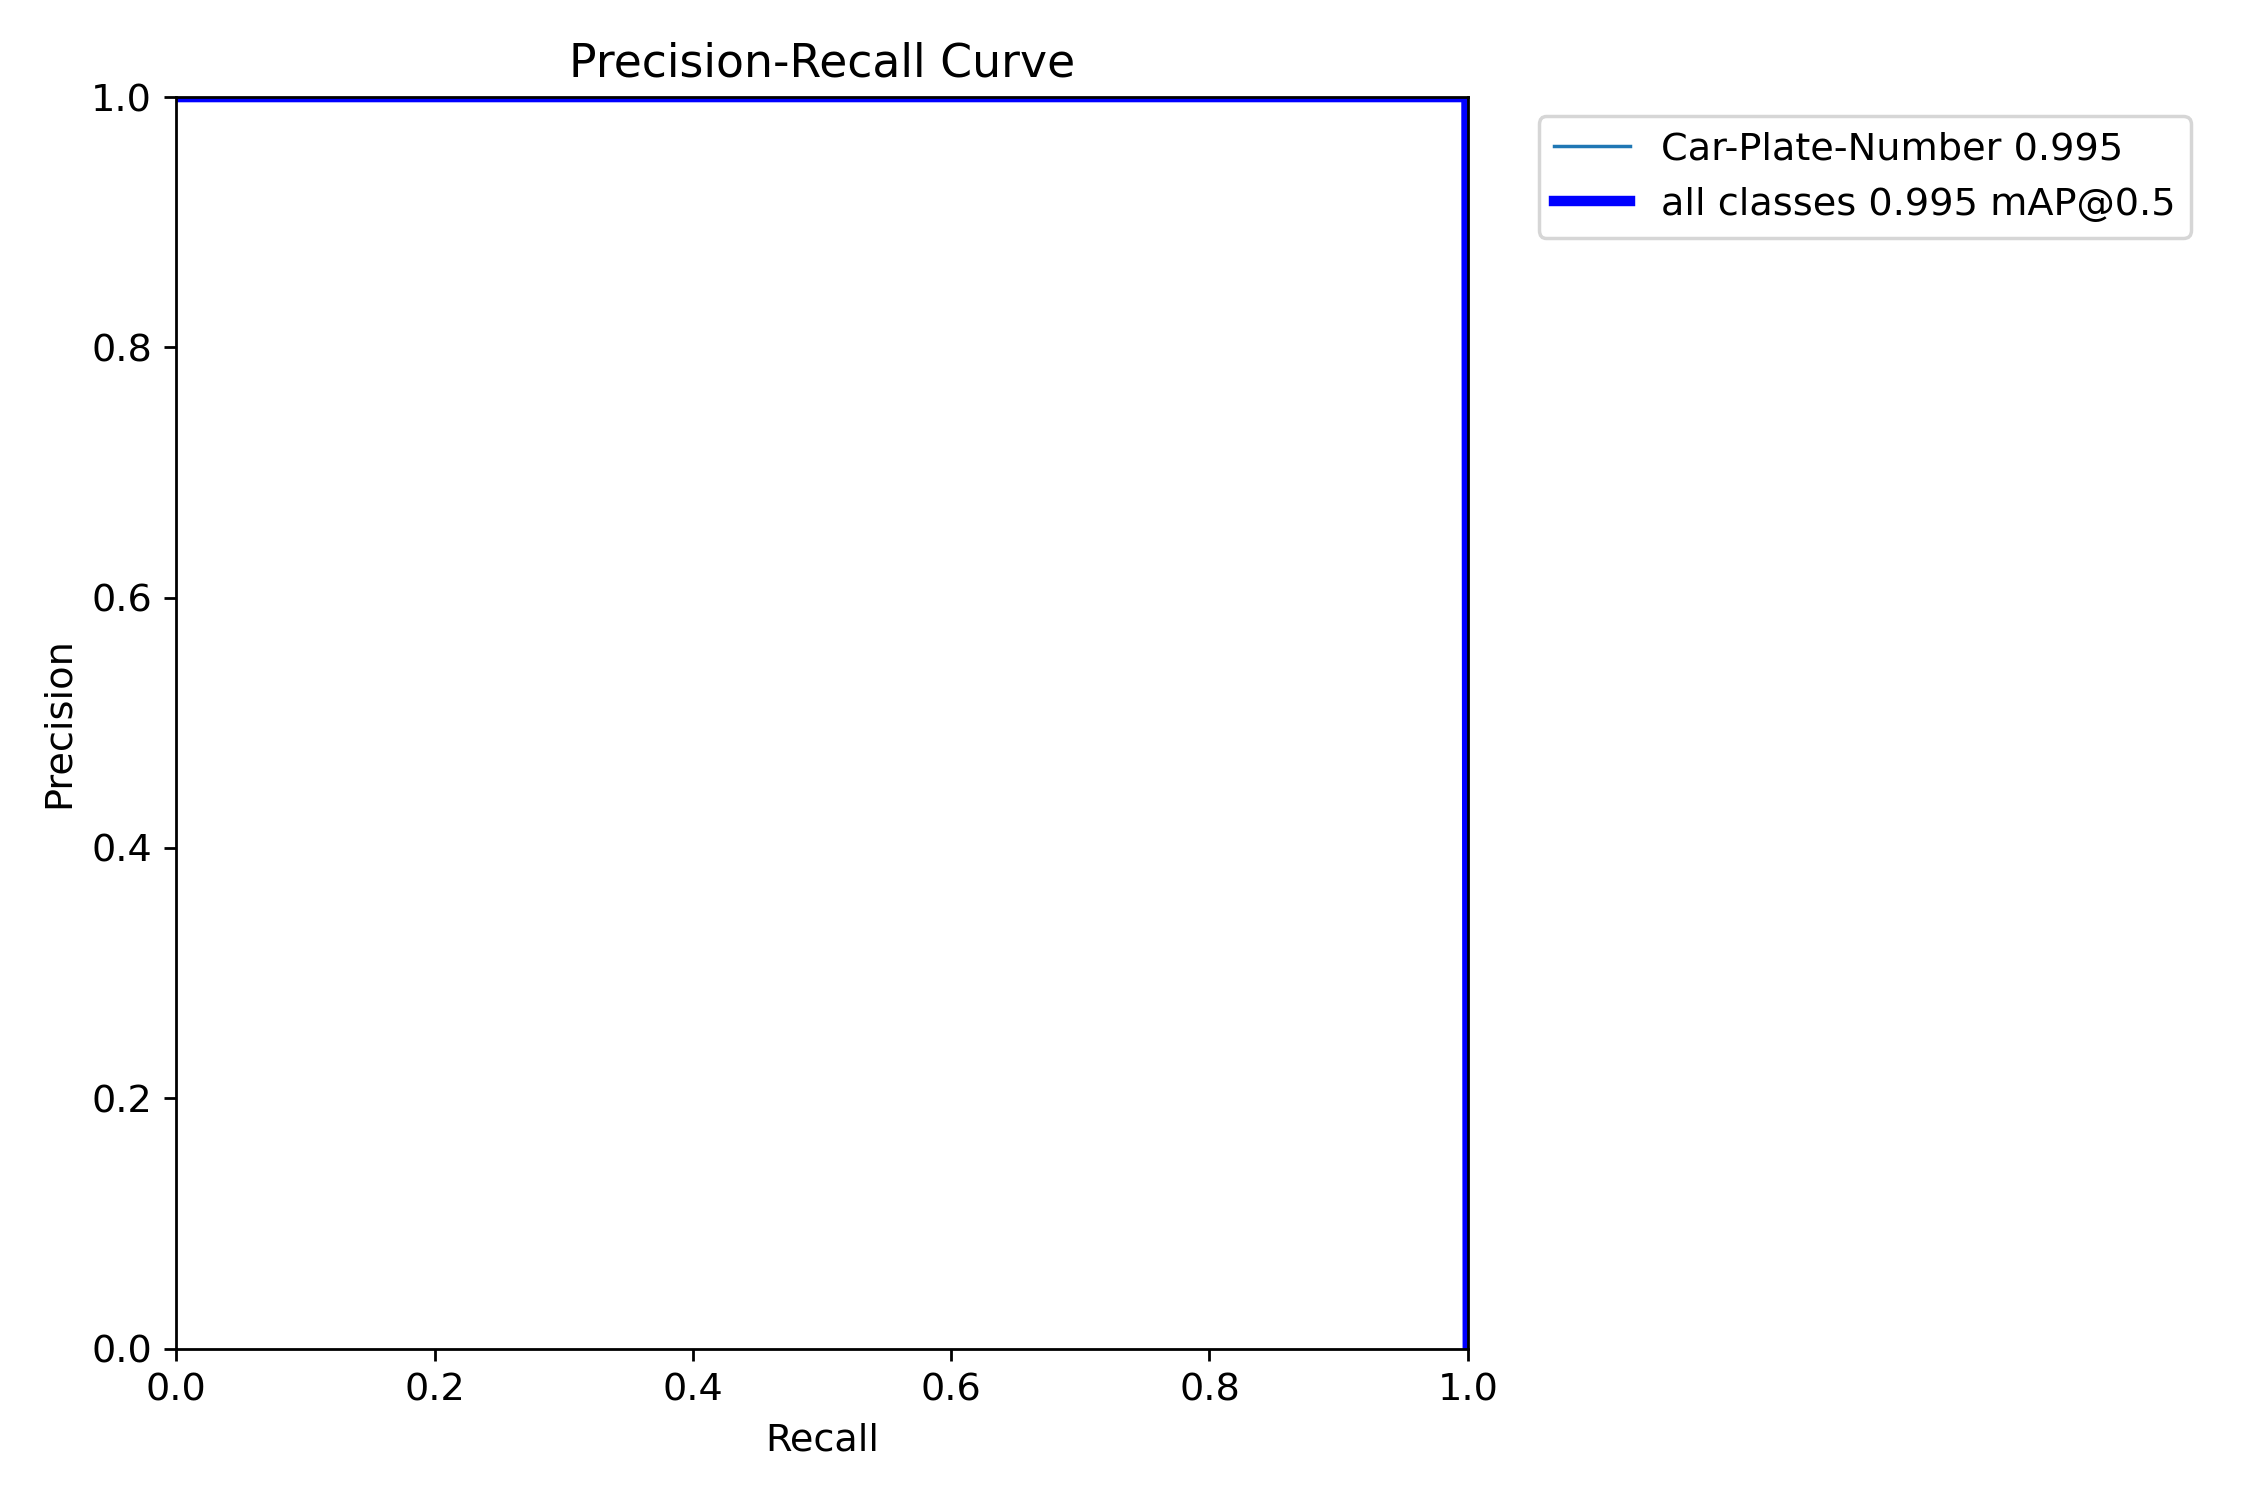 Precision-Recall Curve
Car-Plate-Number 0.995
all classes 0.995 mAP@0.5
Precision
1.0
0.8
0.6
0.4
0.2
0.0
0.0 0.2 0.4 0.6 0.8 1.0
Recall